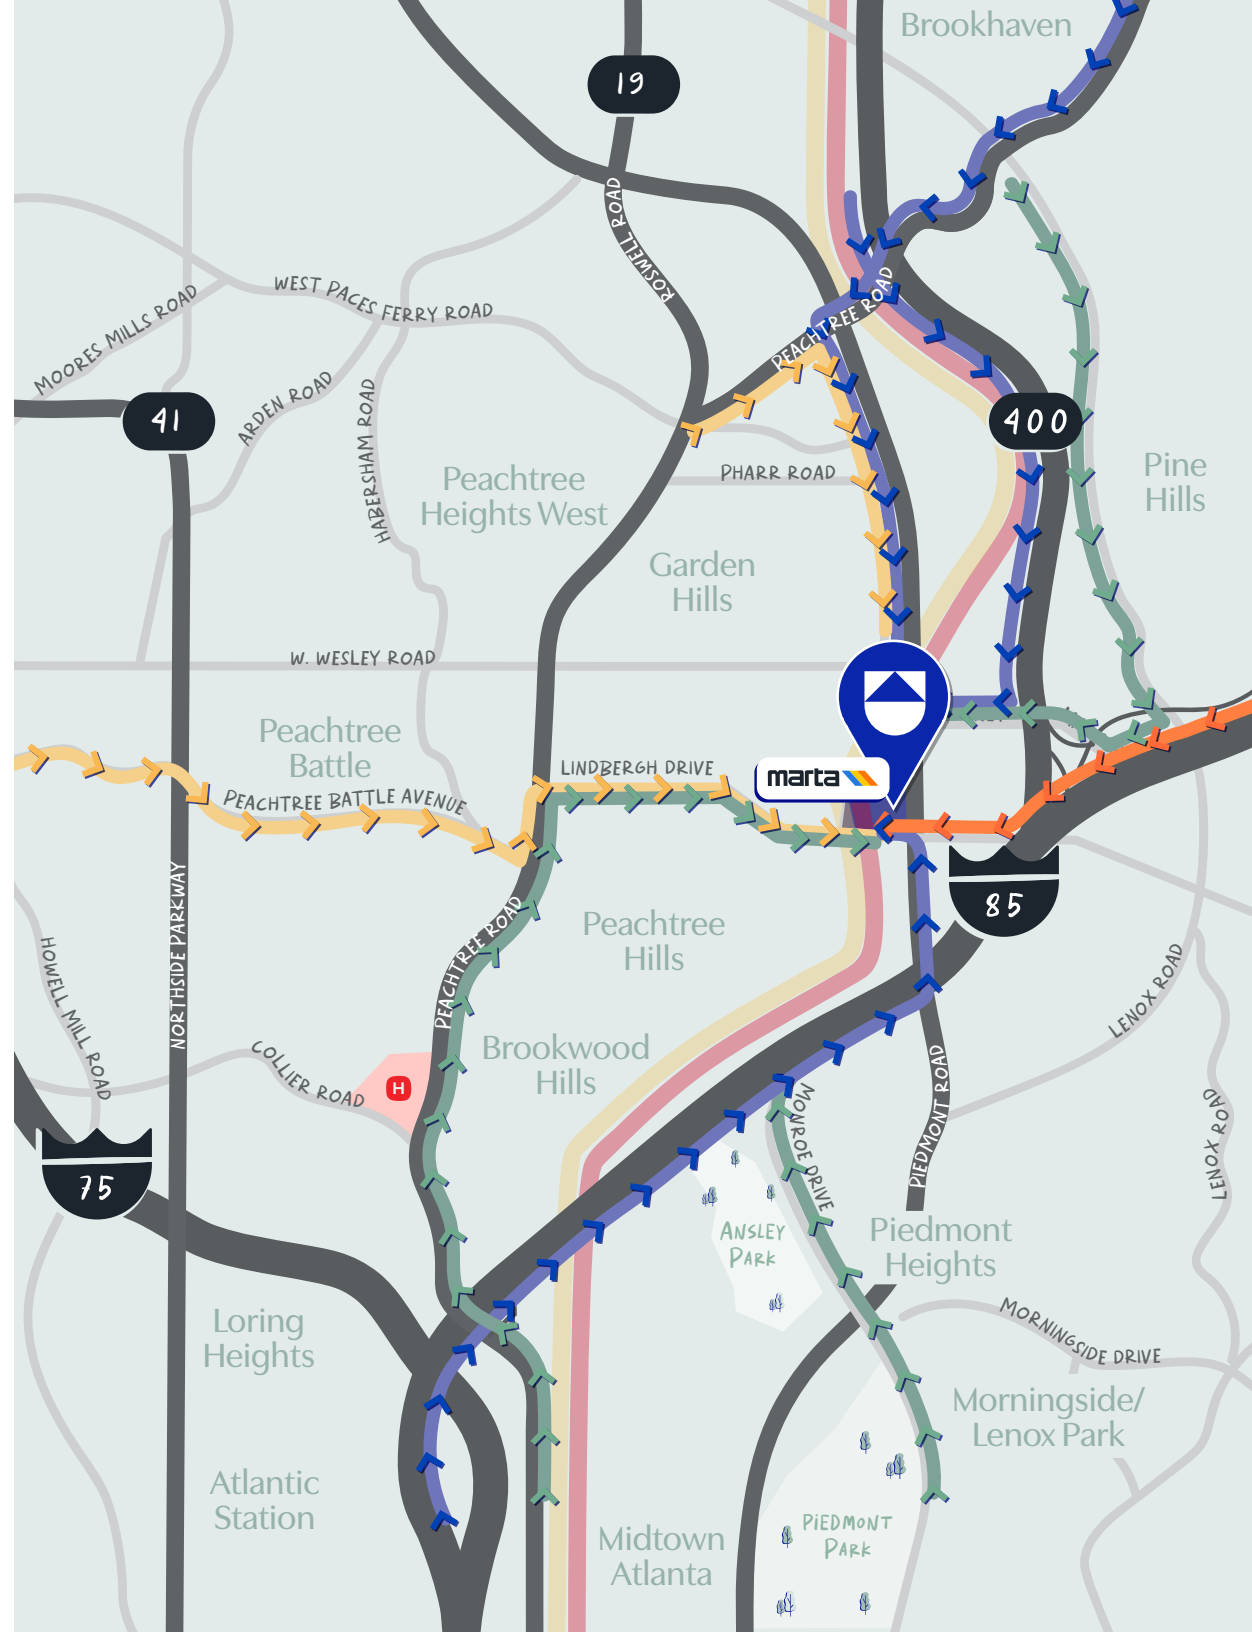 Brookhaven
19
ROSWELL ROAD
WEST PACES FERRY ROAD
MOORES MILLS ROAD
PEACHTREE ROAD
ARDEN ROAD
HABERSHAM ROAD
41
400
Peachtree
Heights West
PHARR ROAD
Pine
Hills
Garden
Hills
W. WESLEY ROAD
Peachtree
Battle
LINDBERGH DRIVE
marta
PEACHTREE BATTLE AVENUE
NORTHSIDE PARKWAY
PEACHTREE ROAD
85
Peachtree
Hills
HOWELL MILL ROAD
LENOX ROAD
COLLIER ROAD
H
Brookwood
Hills
MONROE DRIVE
PIEDMONT ROAD
LENOX ROAD
75
ANSLEY
PARK
Piedmont
Heights
Loring
Heights
MORNINGSIDE DRIVE
Morningside/
Lenox Park
Atlantic
Station
Midtown
Atlanta
PIEDMONT
PARK